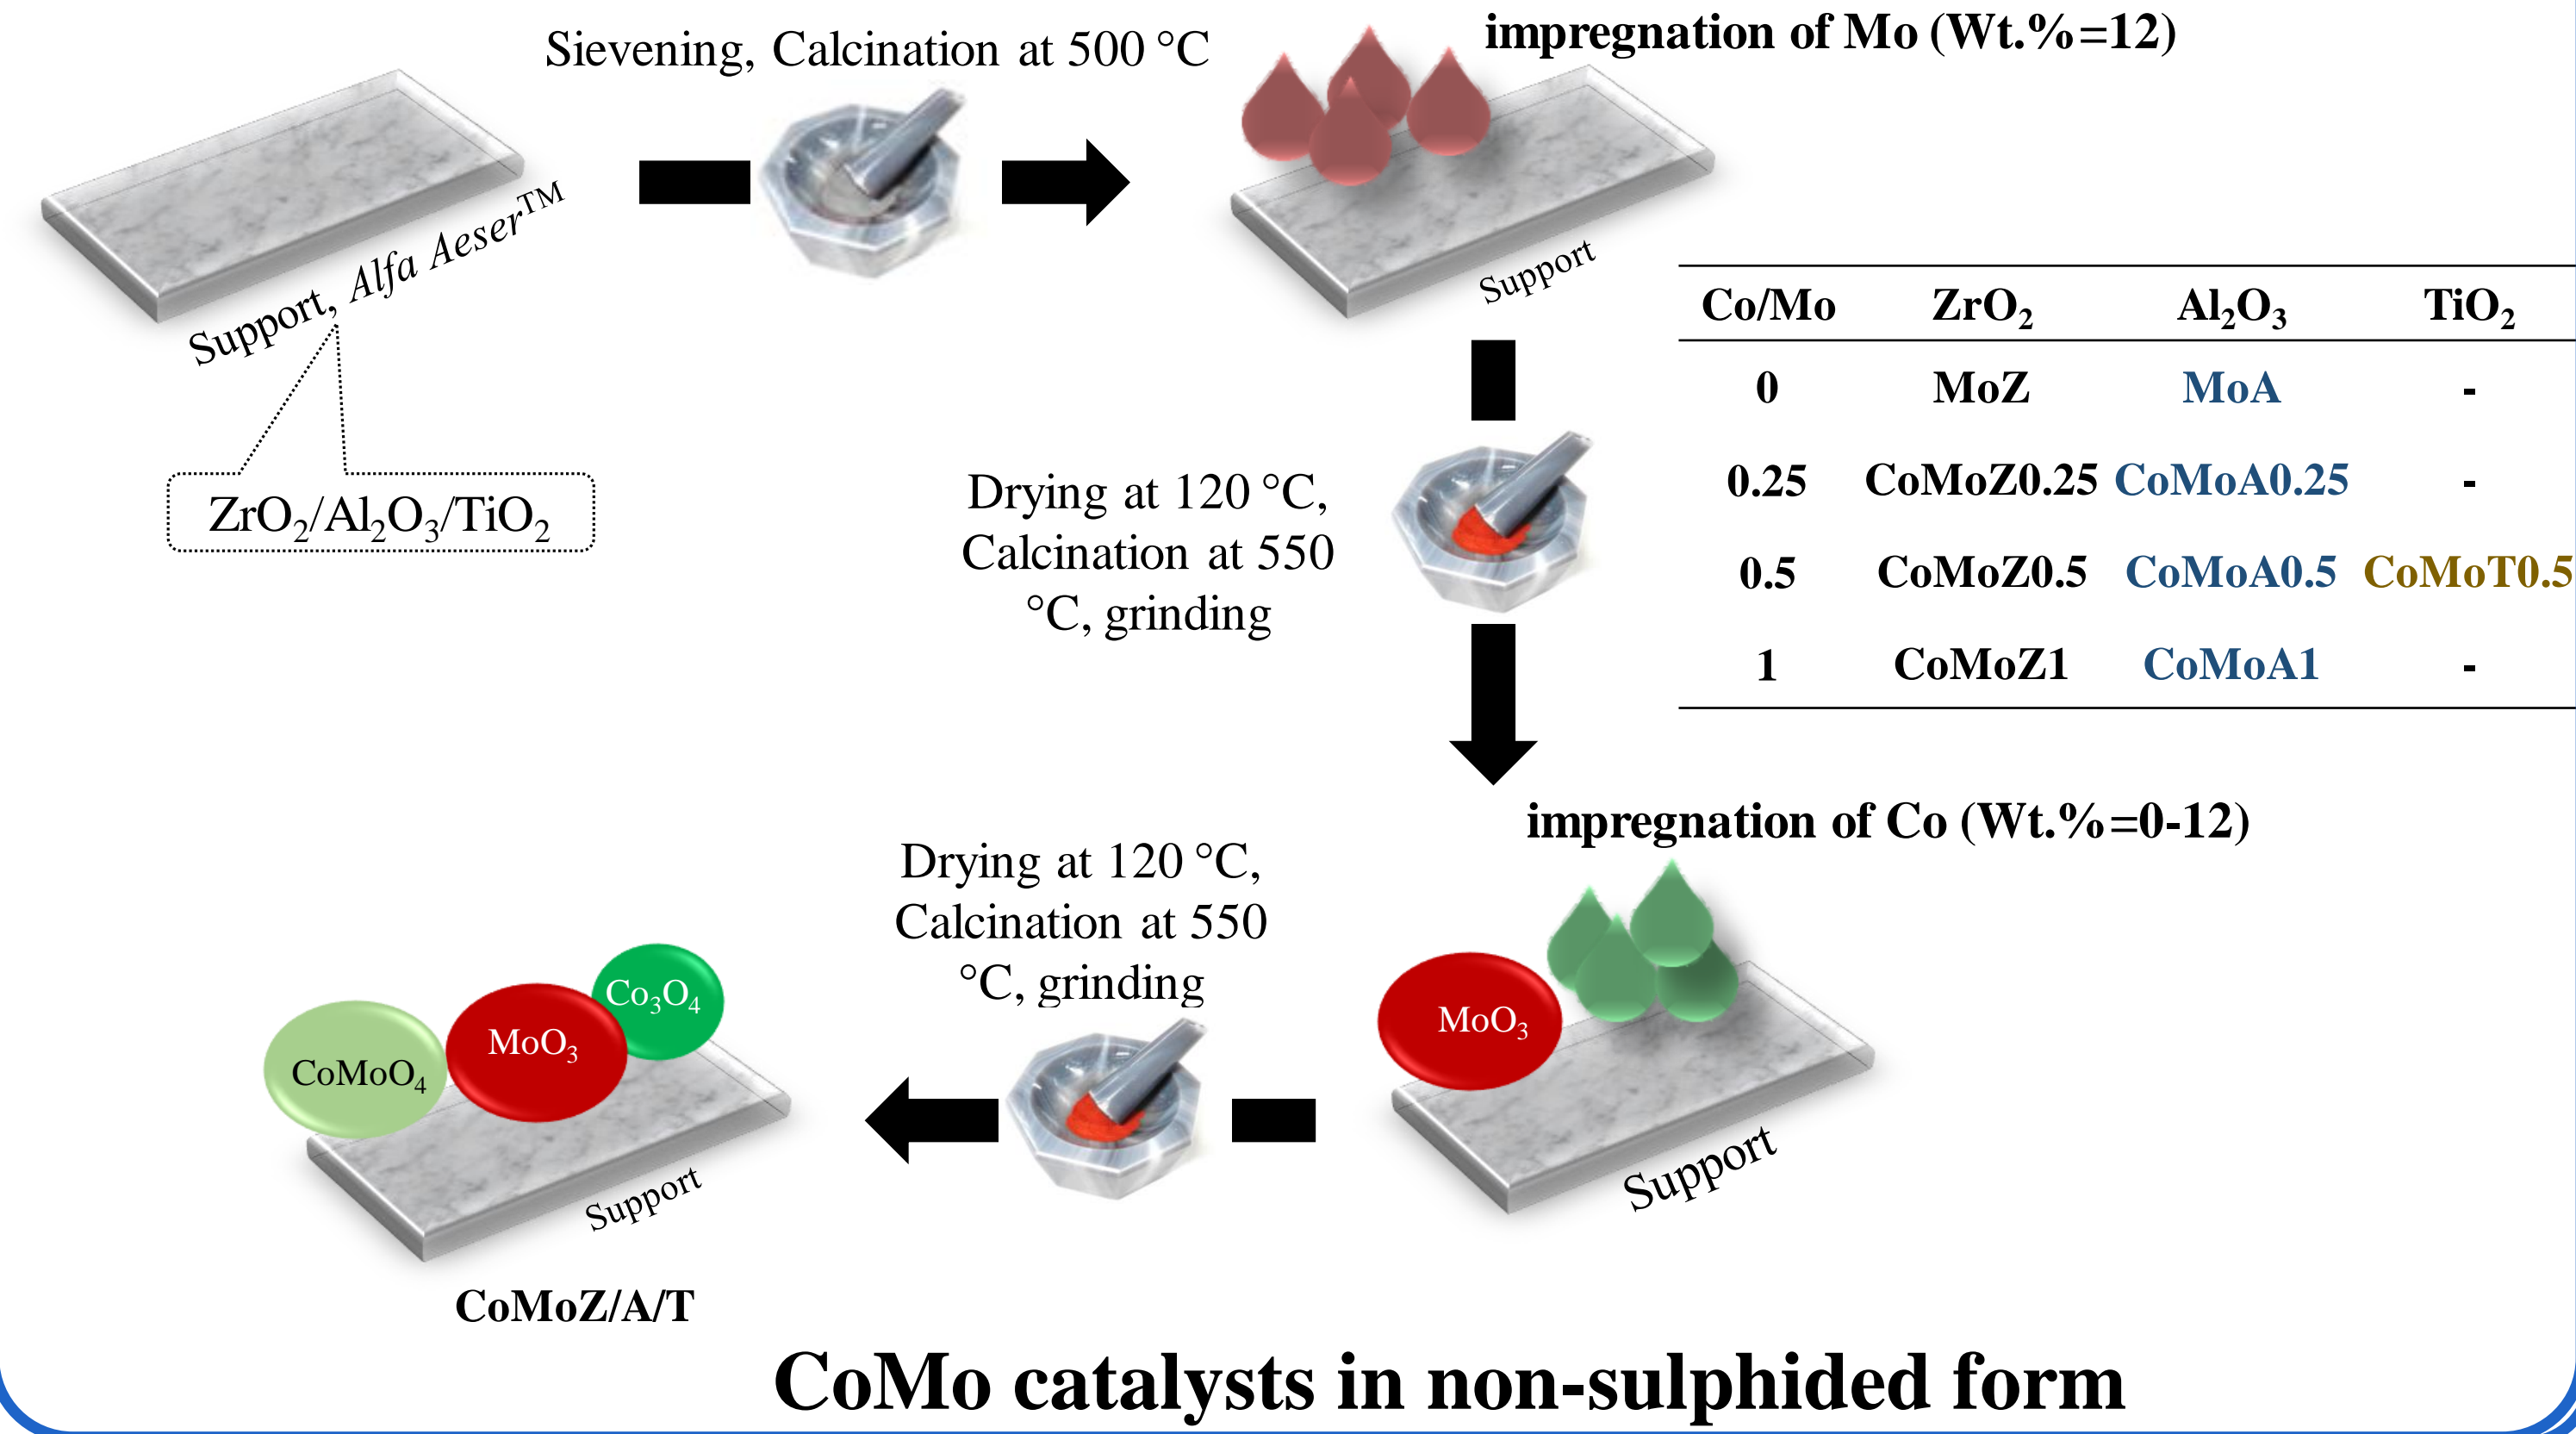 Sievening, Calcination at 500 °C
impregnation of Mo (Wt.%=12)
Support, Alfa Aeser™
ZrO₂/Al₂O₃/TiO₂
Support
Co/Mo ZrO₂ Al₂O₃ TiO₂
0 MoZ MoA -
0.25 CoMoZ0.25 CoMoA0.25 -
0.5 CoMoZ0.5 CoMoA0.5 CoMoT0.5
1 CoMoZ1 CoMoA1 -
Drying at 120 °C,
Calcination at 550
°C, grinding
impregnation of Co (Wt.%=0-12)
MoO₃
Support
Drying at 120 °C,
Calcination at 550
°C, grinding
CoMoO₄
MoO₃
Co₃O₄
Support
CoMoZ/A/T
CoMo catalysts in non-sulphided form